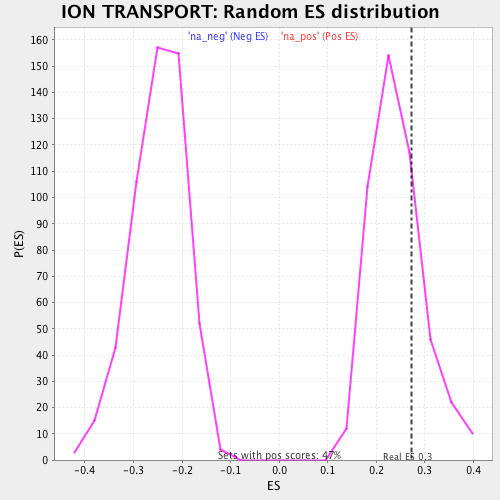 ION TRANSPORT: Random ES distribution
'na_neg' (Neg ES) 'na_pos' (Pos ES)
160
150
140
130
120
110
100
90
80
70
60
50
40
30
20
10
0
P(ES)
Sets with pos scores: 47%
Real ES 0.3
-0.4 -0.3 -0.2 -0.1 0.0 0.1 0.2 0.3 0.4
ES